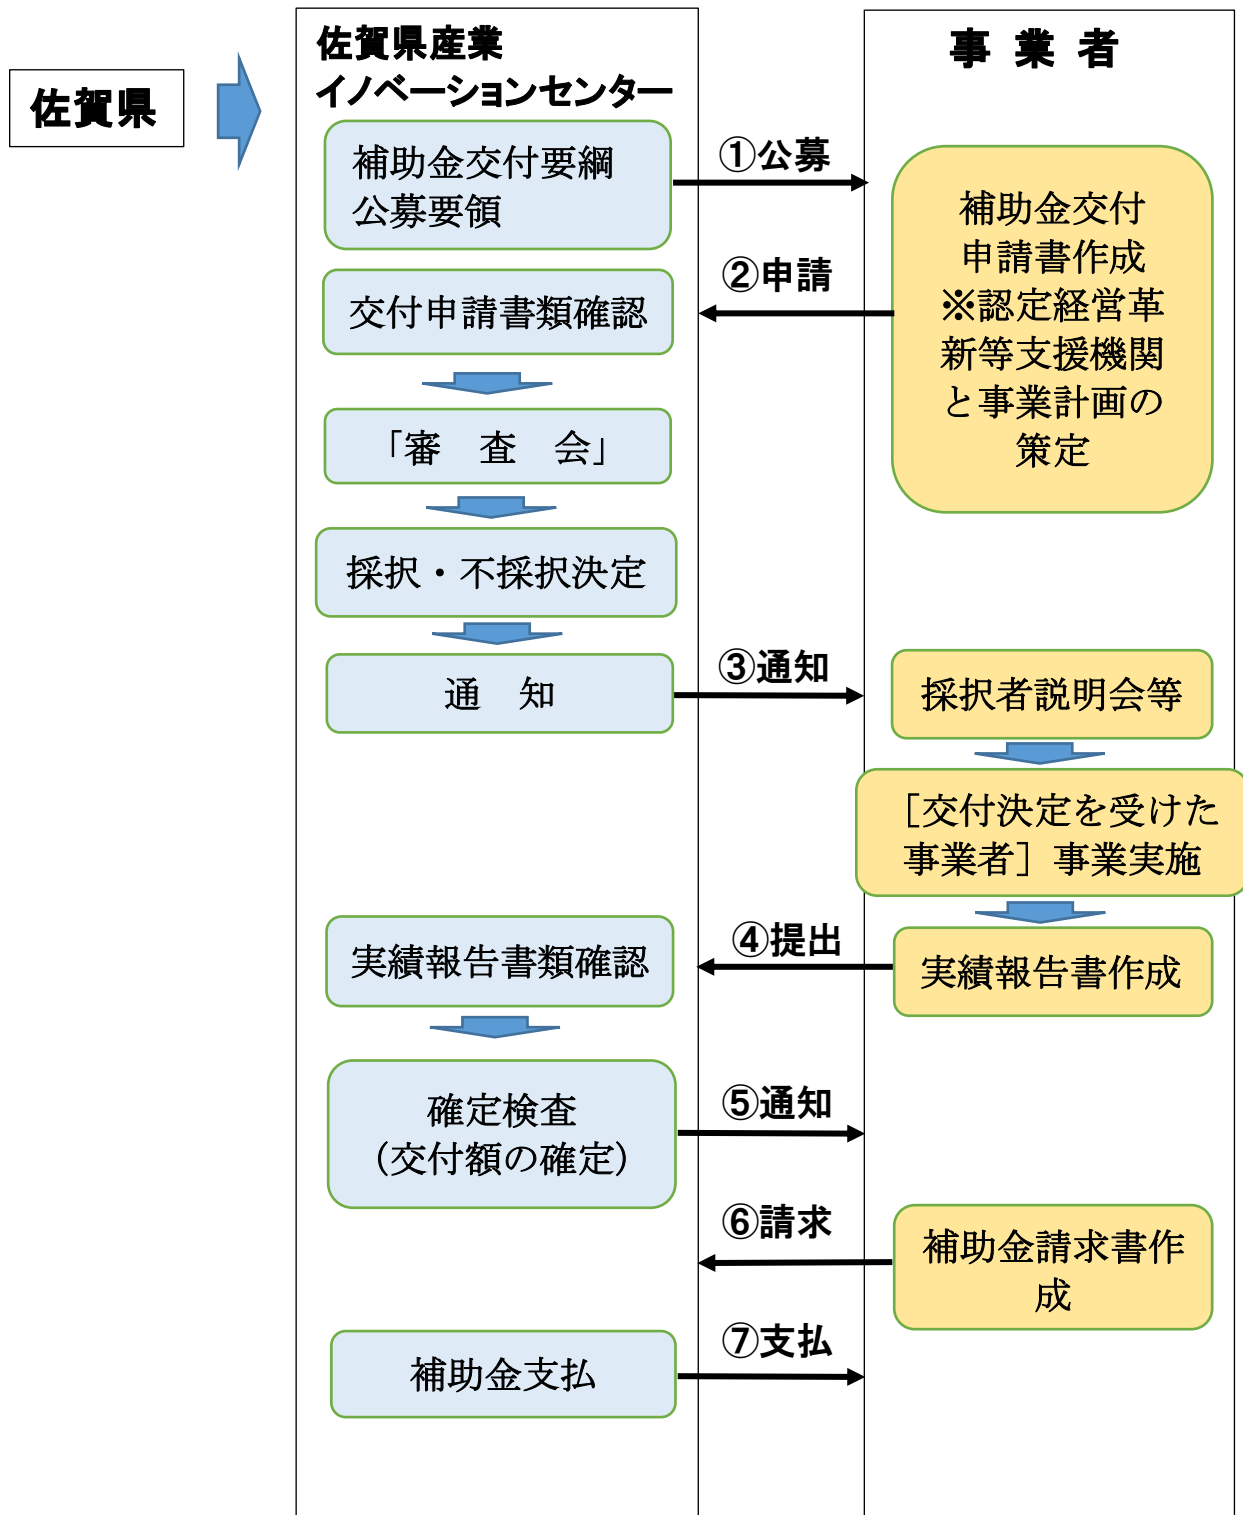 佐賀県
佐賀県産業
イノベーションセンター
事 業 者
補助金交付要綱
公募要領
①公募
補助金交付
申請書作成
※認定経営革
新等支援機関
と事業計画の
策定
②申請
交付申請書類確認
「審　査　会」
採択・不採択決定
通　知
③通知
採択者説明会等
［交付決定を受けた
事業者］事業実施
④提出
実績報告書類確認
実績報告書作成
確定検査
（交付額の確定）
⑤通知
⑥請求
補助金請求書作
成
⑦支払
補助金支払